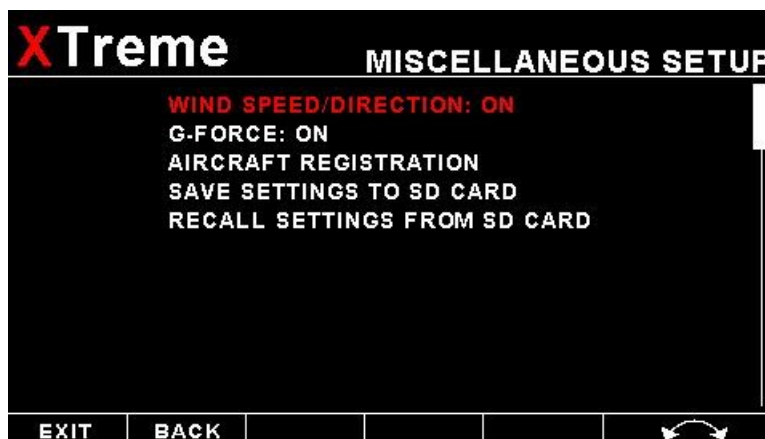 XTreme
MISCELLANEOUS SETUP
WIND SPEED/DIRECTION: ON
G-FORCE: ON
AIRCRAFT REGISTRATION
SAVE SETTINGS TO SD CARD
RECALL SETTINGS FROM SD CARD
EXIT BACK